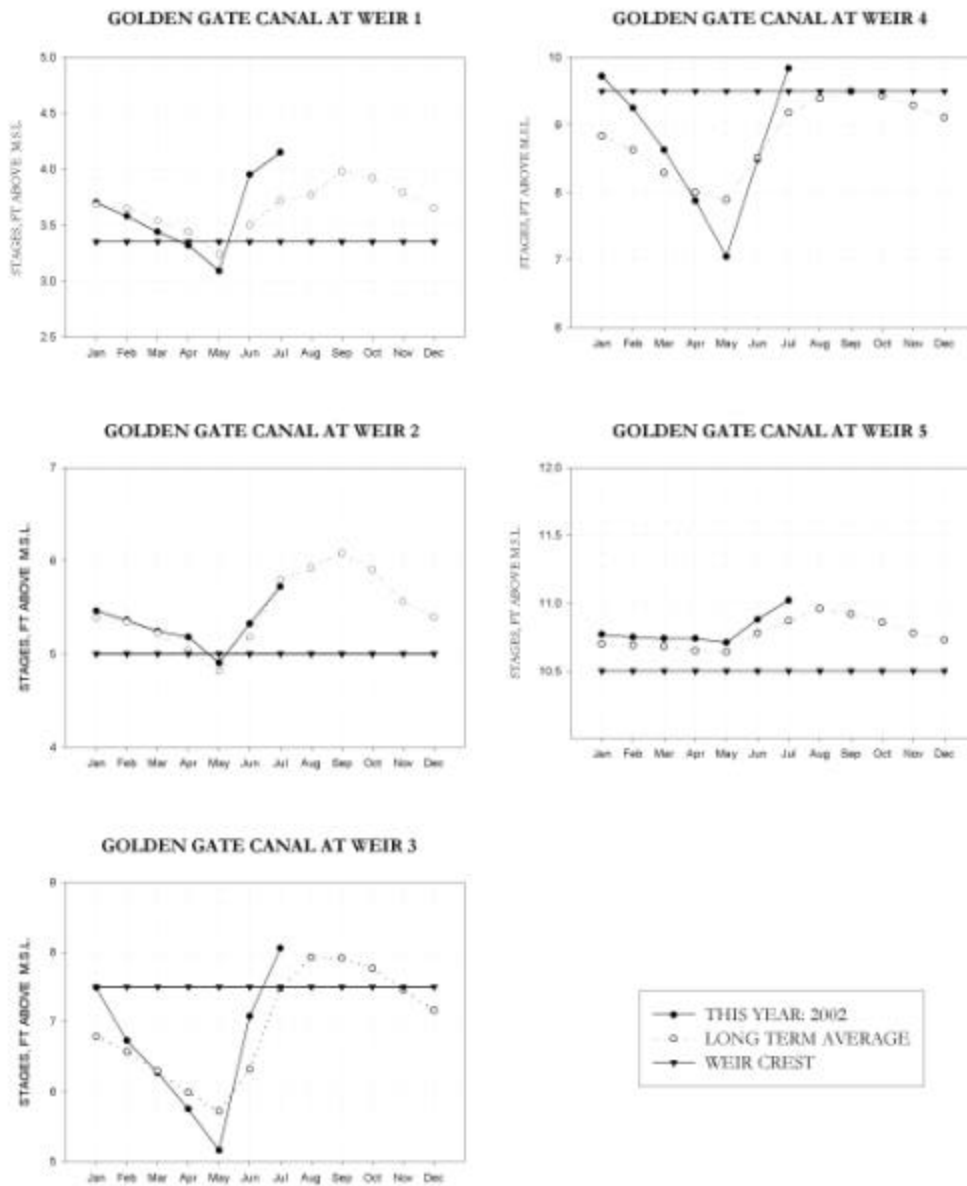 GOLDEN GATE CANAL AT WEIR 1
STAGES, FT ABOVE M.S.L.
5.0
4.5
4.0
3.5
3.0
2.5
Jan Feb Mar Apr May Jun Jul Aug Sep Oct Nov Dec
GOLDEN GATE CANAL AT WEIR 4
STAGES, FT ABOVE M.S.L.
10
9
8
7
6
Jan Feb Mar Apr May Jun Jul Aug Sep Oct Nov Dec
GOLDEN GATE CANAL AT WEIR 2
STAGES, FT ABOVE M.S.L.
7
6
5
4
Jan Feb Mar Apr May Jun Jul Aug Sep Oct Nov Dec
GOLDEN GATE CANAL AT WEIR 5
STAGES, FT ABOVE M.S.L.
12.0
11.5
11.0
10.5
Jan Feb Mar Apr May Jun Jul Aug Sep Oct Nov Dec
GOLDEN GATE CANAL AT WEIR 3
STAGES, FT ABOVE M.S.L.
9
8
7
6
5
Jan Feb Mar Apr May Jun Jul Aug Sep Oct Nov Dec
THIS YEAR: 2002
LONG TERM AVERAGE
WEIR CREST